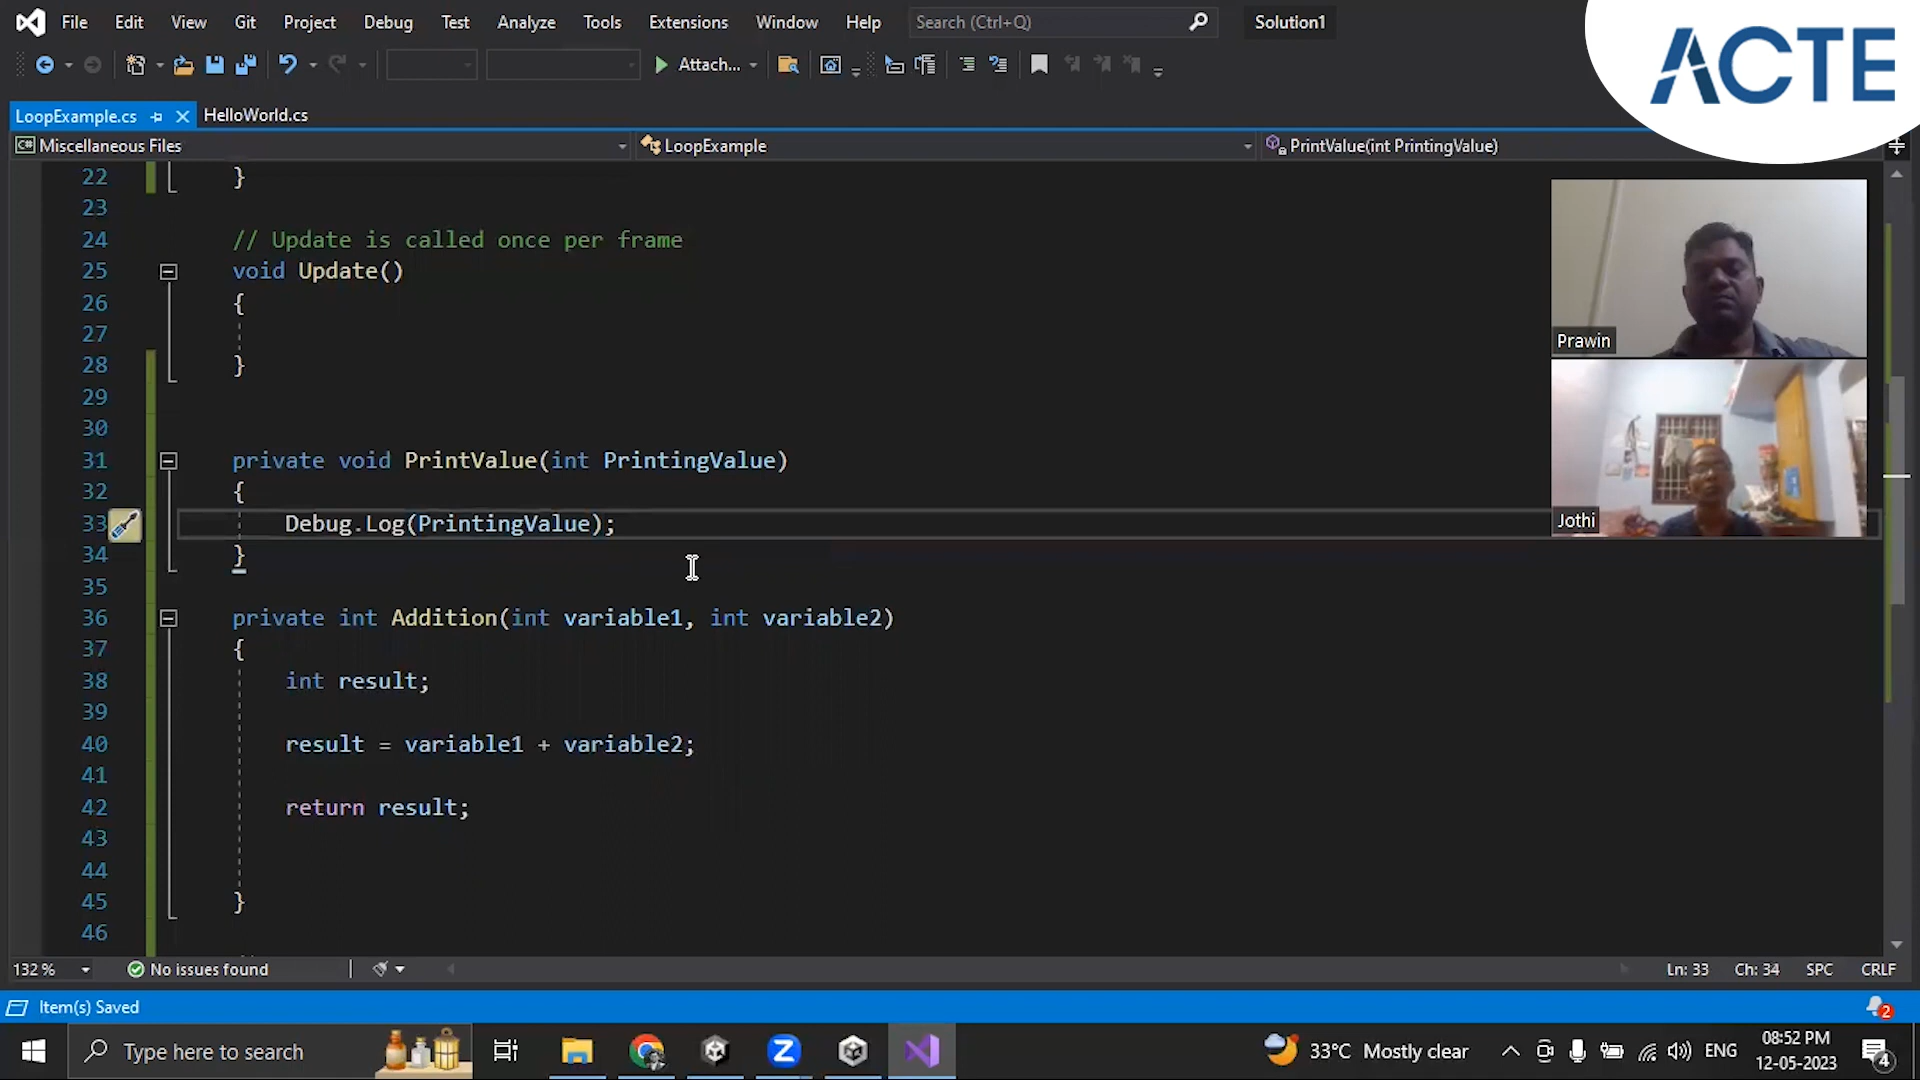 File Edit View Git Project Debug Test Analyze Tools Extensions Window Help Search (Ctrl+Q) Solution1
ACTE
Attach...
LoopExample.cs HelloWorld.cs
C# Miscellaneous Files LoopExample PrintValue(int PrintingValue)
22 }
23
24 // Update is called once per frame
25 void Update()
26 {
27
28 }
29
30
31 private void PrintValue(int PrintingValue)
32 {
33 Debug.Log(PrintingValue);
34 }
35
36 private int Addition(int variable1, int variable2)
37 {
38 int result;
39
40 result = variable1 + variable2;
41
42 return result;
43
44
45 }
46
Prawin
Jothi
132 % No issues found Ln: 33 Ch: 34 SPC CRLF
Item(s) Saved 2
Type here to search 33°C Mostly clear ENG 08:52 PM
12-05-2023 4